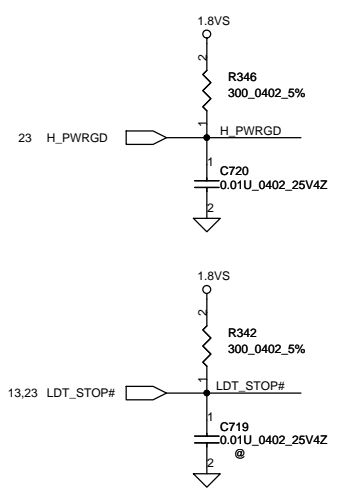 1.8VS
2
R346
300_0402_5%
1
23 H_PWRGD H_PWRGD
1
C720
0.01U_0402_25V4Z
2
1.8VS
2
R342
300_0402_5%
1
13,23 LDT_STOP# LDT_STOP#
1
C719
0.01U_0402_25V4Z
@
2